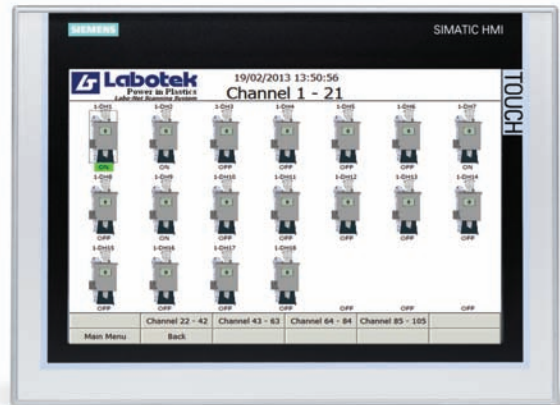 SIEMENS
SIMATIC HMI
TOUCH
Labotek
Power in Plastics
Labo-Net Scanning System
19/02/2013 13:50:56
Channel 1 - 21
1-DH1 1-DH2 1-DH3 1-DH4 1-DH5 1-DH6 1-DH7
ON ON OFF OFF OFF OFF ON
1-DH8 1-DH9 1-DH10 1-DH11 1-DH12 1-DH13 1-DH14
OFF ON OFF OFF OFF OFF OFF
1-DH15 1-DH16 1-DH17 1-DH18
OFF OFF OFF OFF OFF OFF OFF
Channel 22 - 42 Channel 43 - 63 Channel 64 - 84 Channel 85 - 105
Main Menu Back